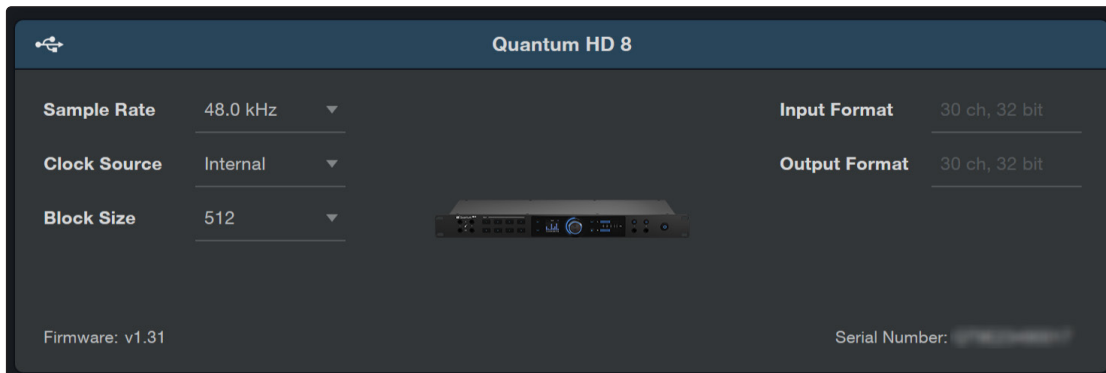 Quantum HD 8
Sample Rate 48.0 kHz
Input Format 30 ch, 32 bit
Clock Source Internal
Output Format 30 ch, 32 bit
Block Size 512
Firmware: v1.31
Serial Number: